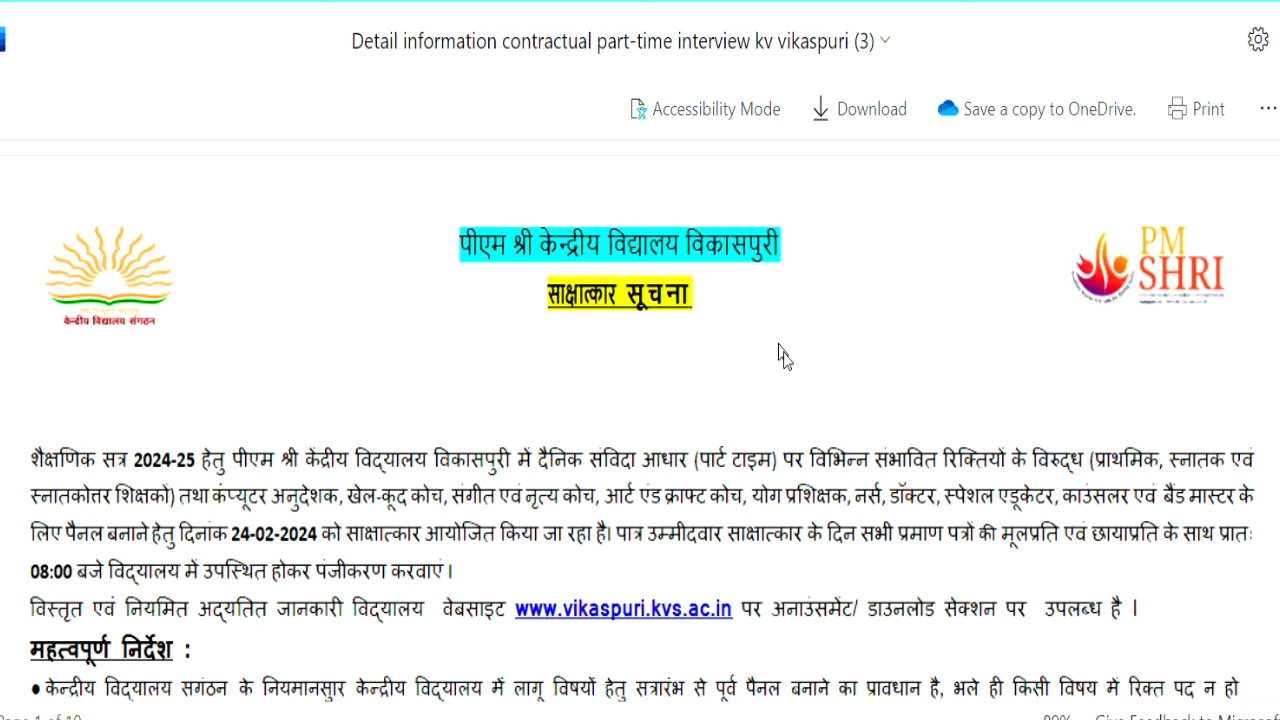 Detail information contractual part-time interview kv vikaspuri (3)
Accessibility Mode Download Save a copy to OneDrive. Print
पीएम श्री केन्द्रीय विद्यालय विकासपुरी
साक्षात्कार सूचना
केन्द्रीय विद्यालय संगठन
PM
SHRI
शैक्षणिक सत्र 2024-25 हेतु पीएम श्री केंद्रीय विद्यालय विकासपुरी में दैनिक संविदा आधार (पार्ट टाइम) पर विभिन्न संभावित रिक्तियों के विरुद्ध (प्राथमिक, स्नातक एवं
स्नातकोत्तर शिक्षकों) तथा कंप्यूटर अनुदेशक, खेल-कूद कोच, संगीत एवं नृत्य कोच, आर्ट एंड क्राफ्ट कोच, योग प्रशिक्षक, नर्स, डॉक्टर, स्पेशल एडूकेटर, काउंसलर एवं बैंड मास्टर के
लिए पैनल बनाने हेतु दिनांक 24-02-2024 को साक्षात्कार आयोजित किया जा रहा है। पात्र उम्मीदवार साक्षात्कार के दिन सभी प्रमाण पत्रों की मूलप्रति एवं छायाप्रति के साथ प्रातः
08:00 बजे विद्यालय में उपस्थित होकर पंजीकरण करवाएं।
विस्तृत एवं नियमित अद्यतित जानकारी विद्यालय वेबसाइट www.vikaspuri.kvs.ac.in पर अनाउंसमेंट/ डाउनलोड सेक्शन पर उपलब्ध है ।
महत्वपूर्ण निर्देश :
● केन्द्रीय विद्यालय सगंठन के नियमानसुार केन्द्रीय विद्यालय में लागू विषयों हेतु सत्रारंभ से पूर्व पैनल बनाने का प्रावधान है, भले ही किसी विषय में रिक्त पद न हो